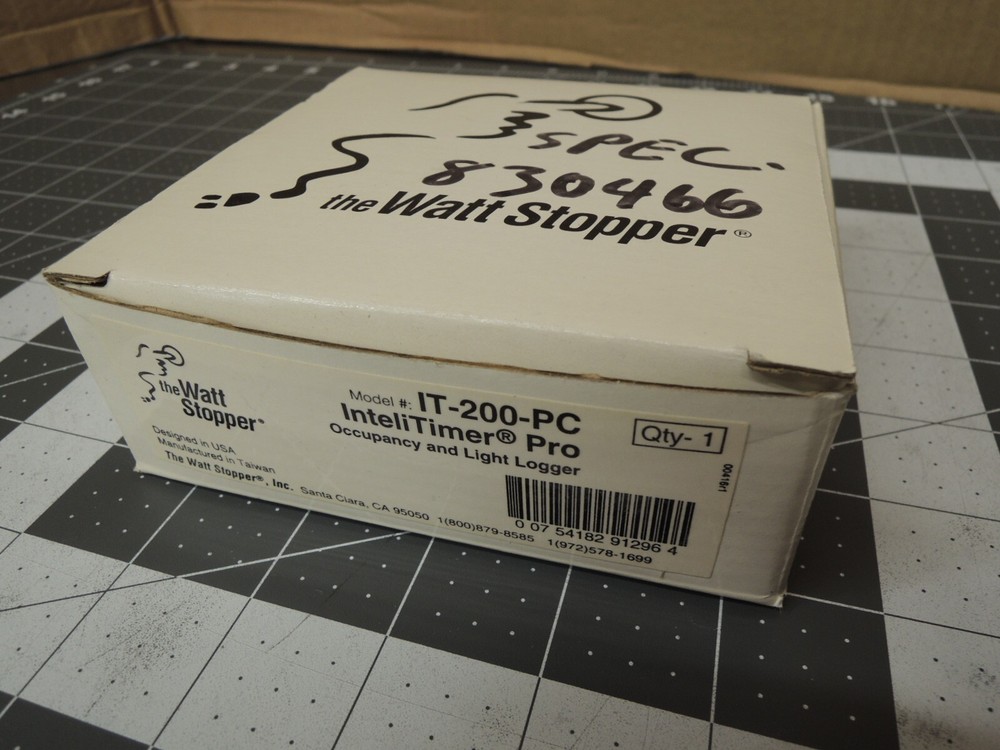 SPEC.
830466
the Watt Stopper®
the Watt
Stopper®
Designed in USA
Manufactured in Taiwan
The Watt Stopper®, Inc. Santa Clara, CA 95050 1(800)879-8585 1(972)578-1699
Model #: IT-200-PC
InteliTimer® Pro
Occupancy and Light Logger
Qty- 1
0 07 54182 91296 4
00416r1